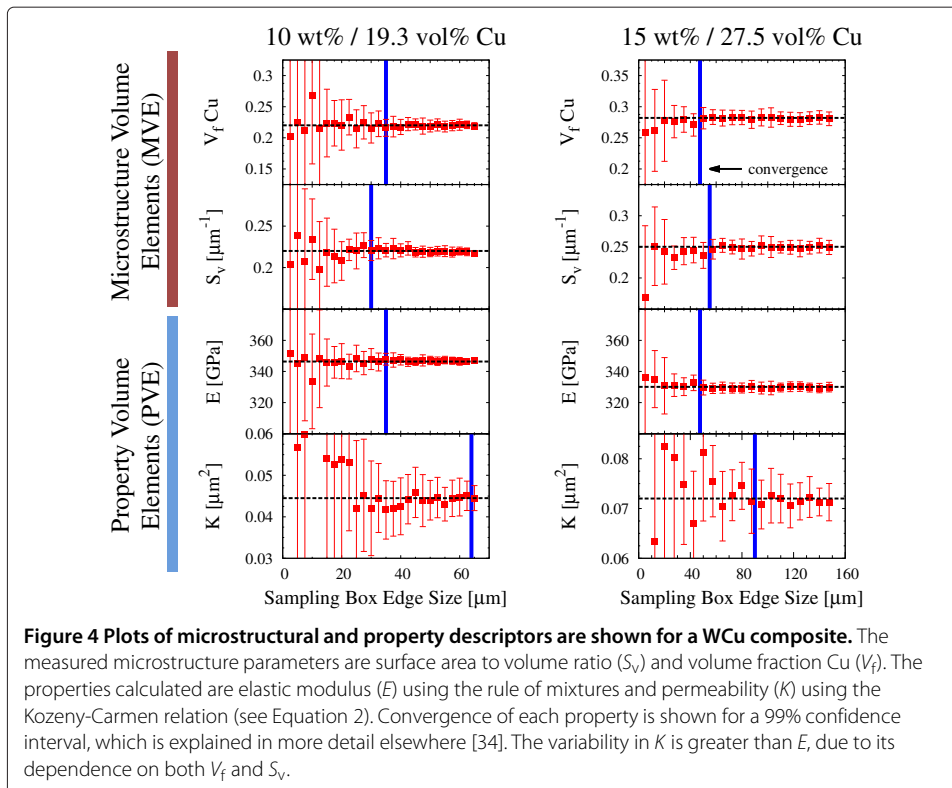 10 wt% / 19.3 vol% Cu
15 wt% / 27.5 vol% Cu
Microstructure Volume
Elements (MVE)
Property Volume
Elements (PVE)
V_f Cu
0.3
0.25
0.2
0.15
S_v [μm⁻¹]
0.25
0.2
E [GPa]
360
340
320
0.06
K [μm²]
0.05
0.04
0.03
0 20 40 60
Sampling Box Edge Size [μm]
V_f Cu
0.35
0.3
0.25
0.2
convergence
S_v [μm⁻¹]
0.3
0.25
0.2
E [GPa]
360
340
320
K [μm²]
0.08
0.07
0.06
0 40 80 120 160
Sampling Box Edge Size [μm]
Figure 4 Plots of microstructural and property descriptors are shown for a WCu composite. The
measured microstructure parameters are surface area to volume ratio (S_v) and volume fraction Cu (V_f). The
properties calculated are elastic modulus (E) using the rule of mixtures and permeability (K) using the
Kozeny-Carmen relation (see Equation 2). Convergence of each property is shown for a 99% confidence
interval, which is explained in more detail elsewhere [34]. The variability in K is greater than E, due to its
dependence on both V_f and S_v.